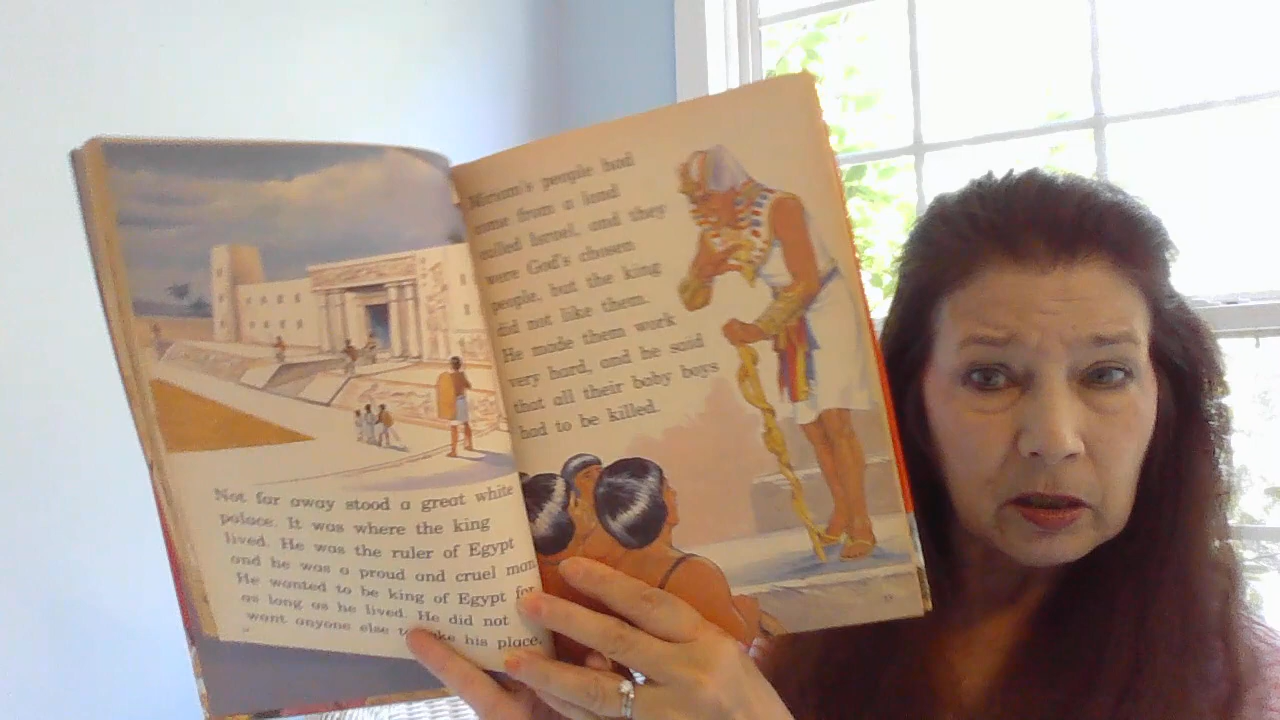 Not far away stood a great white
palace. It was where the king
lived. He was the ruler of Egypt
and he was a proud and cruel man.
He wanted to be king of Egypt for
as long as he lived. He did not
want anyone else his place.
Miriam's people had
come from a land
called Israel, and they
were God's chosen
people, but the king
did not like them.
He made them work
very hard, and he said
that all their baby boys
had to be killed.